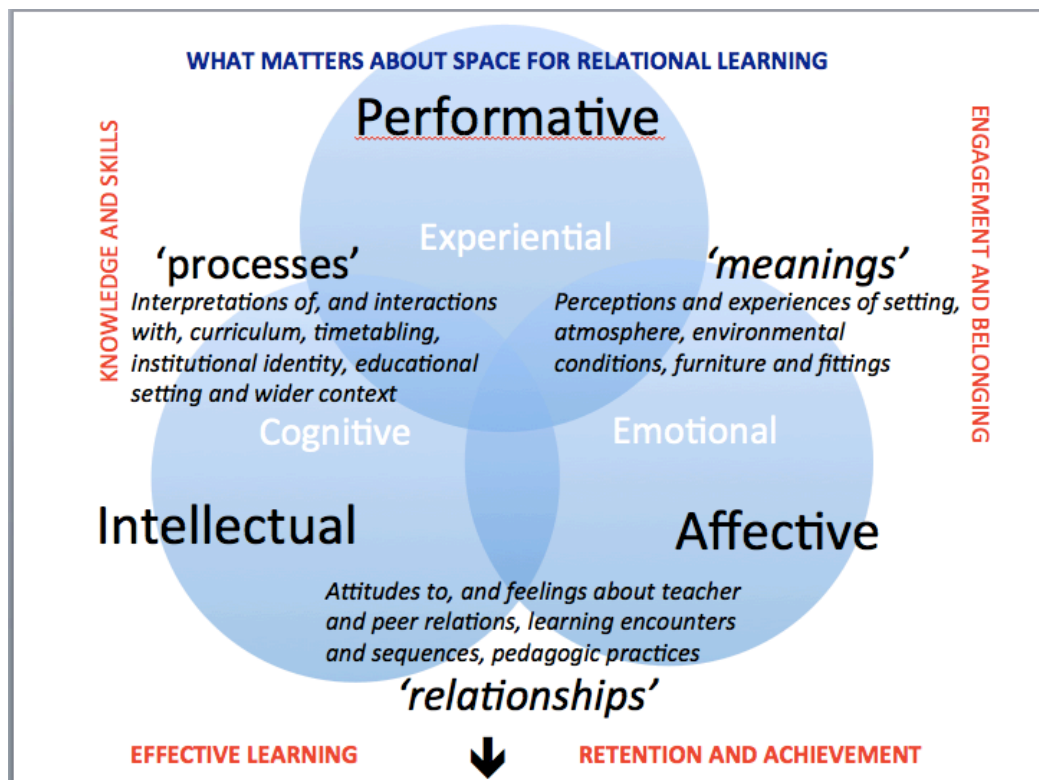 WHAT MATTERS ABOUT SPACE FOR RELATIONAL LEARNING
Performative
KNOWLEDGE AND SKILLS
ENGAGEMENT AND BELONGING
Experiential
‘processes’
Interpretations of, and interactions
with, curriculum, timetabling,
institutional identity, educational
setting and wider context
‘meanings’
Perceptions and experiences of setting,
atmosphere, environmental
conditions, furniture and fittings
Cognitive
Emotional
Intellectual
Affective
Attitudes to, and feelings about teacher
and peer relations, learning encounters
and sequences, pedagogic practices
‘relationships’
EFFECTIVE LEARNING
RETENTION AND ACHIEVEMENT